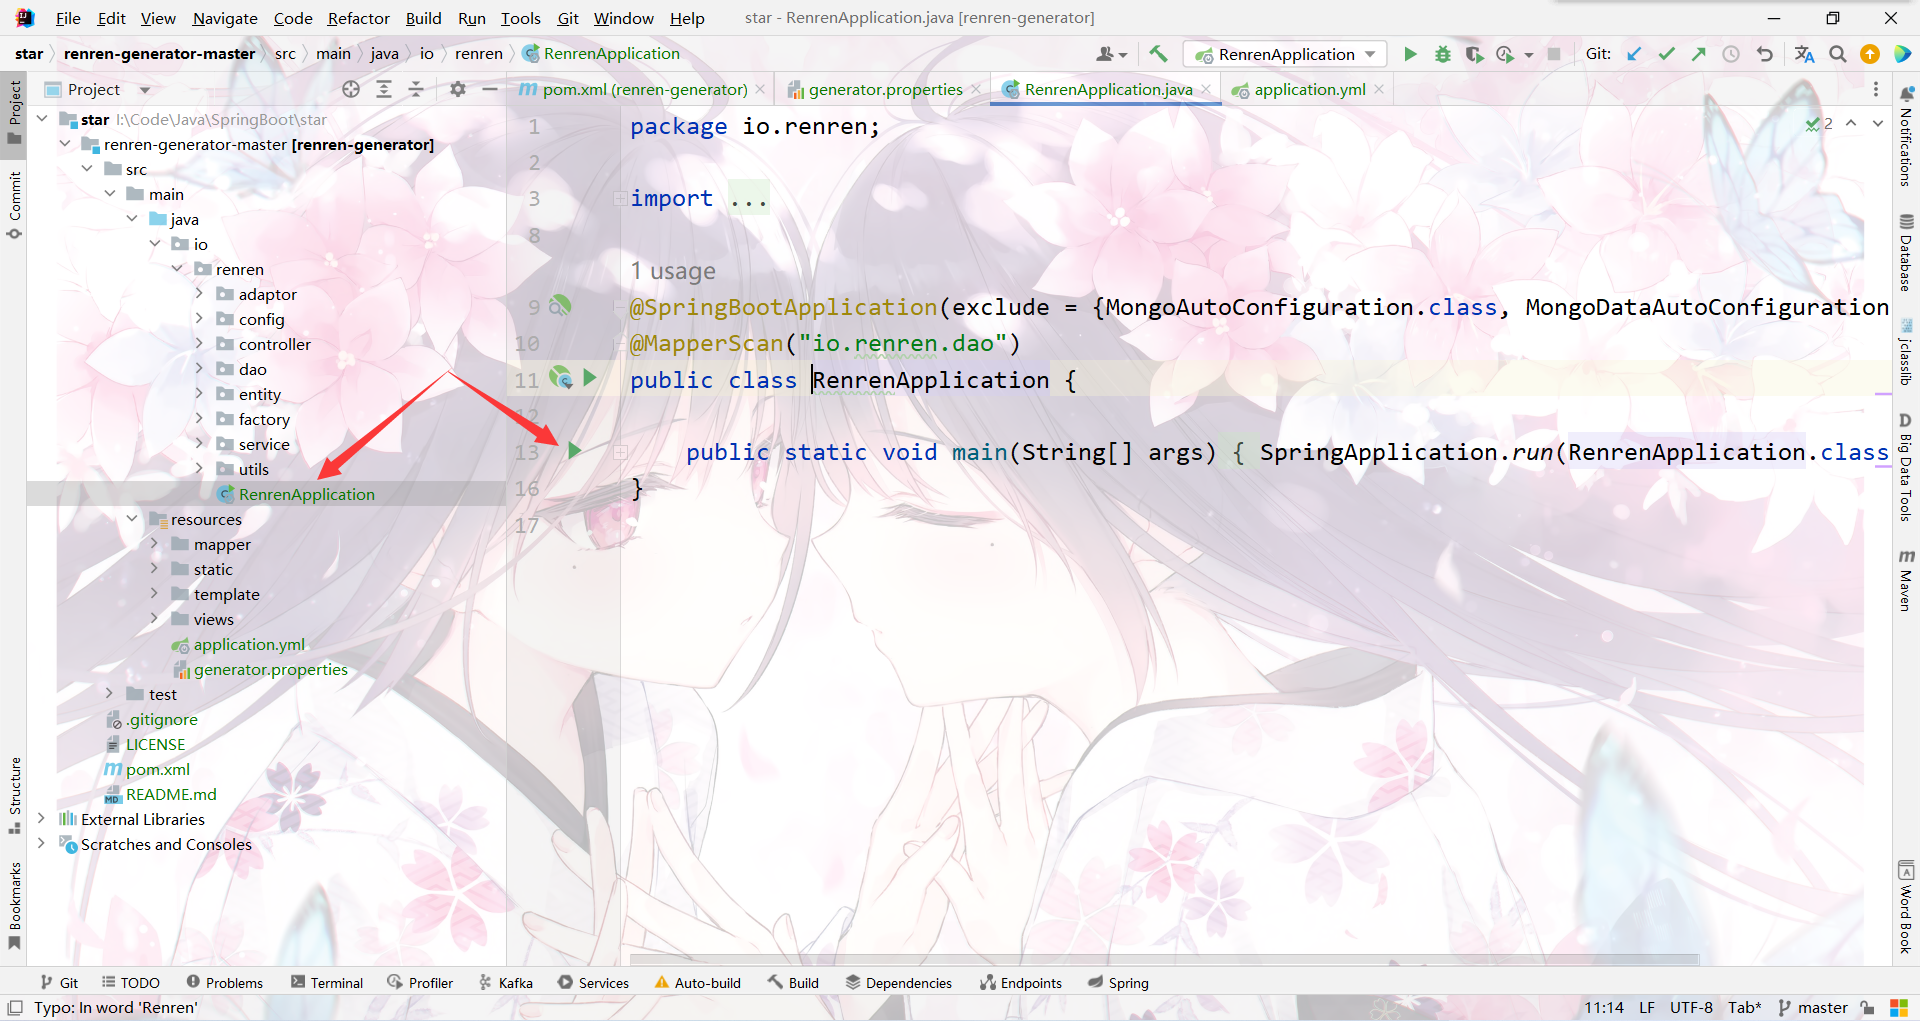 File Edit View Navigate Code Refactor Build Run Tools Git Window Help star - RenrenApplication.java [renren-generator]
star renren-generator-master src main java io renren RenrenApplication RenrenApplication Git:
Project pom.xml (renren-generator) generator.properties RenrenApplication.java application.yml
Project
Commit
Structure
Bookmarks
star I:\Code\Java\SpringBoot\star
renren-generator-master [renren-generator]
src
main
java
io
renren
adaptor
config
controller
dao
entity
factory
service
utils
RenrenApplication
resources
mapper
static
template
views
application.yml
generator.properties
test
.gitignore
LICENSE
pom.xml
README.md
External Libraries
Scratches and Consoles
1 package io.renren;
2
3 import ...
8
1 usage
9 @SpringBootApplication(exclude = {MongoAutoConfiguration.class, MongoDataAutoConfiguration
10 @MapperScan("io.renren.dao")
11 public class RenrenApplication {
12
13 public static void main(String[] args) { SpringApplication.run(RenrenApplication.class
16 }
17
2
Notifications
Database
jclasslib
D Big Data Tools
m Maven
Word Book
Git TODO Problems Terminal Profiler Kafka Services Auto-build Build Dependencies Endpoints Spring
Typo: In word 'Renren' 11:14 LF UTF-8 Tab* master